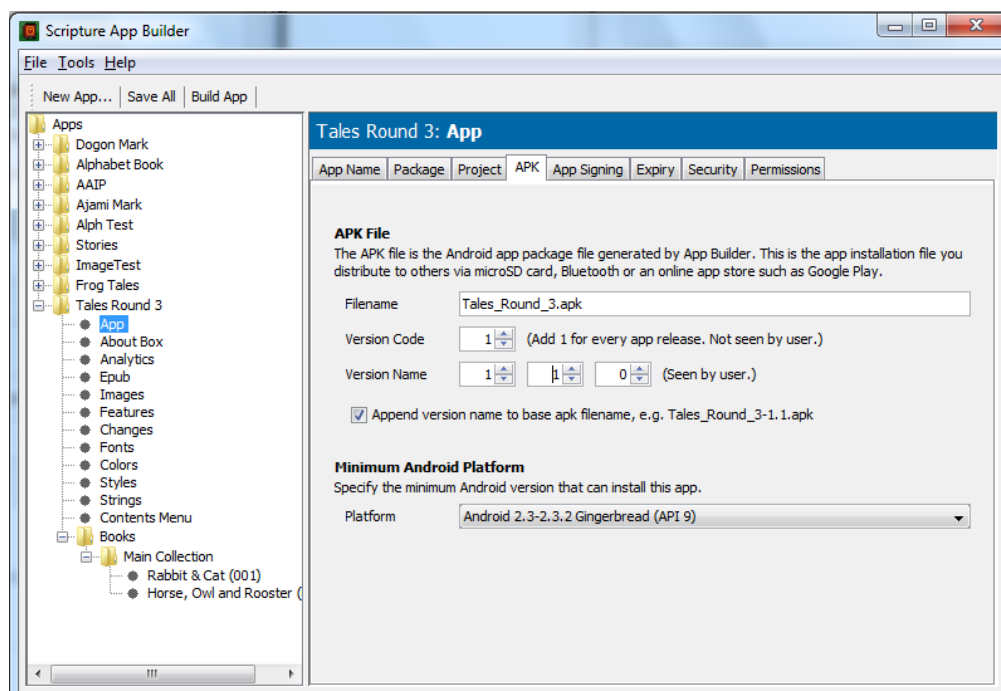 Scripture App Builder
File Tools Help
New App... Save All Build App
Apps
Dogon Mark
Alphabet Book
AAIP
Ajami Mark
Alph Test
Stories
ImageTest
Frog Tales
Tales Round 3
App
About Box
Analytics
Epub
Images
Features
Changes
Fonts
Colors
Styles
Strings
Contents Menu
Books
Main Collection
Rabbit & Cat (001)
Horse, Owl and Rooster (
Tales Round 3: App
App Name Package Project APK App Signing Expiry Security Permissions
APK File
The APK file is the Android app package file generated by App Builder. This is the app installation file you
distribute to others via microSD card, Bluetooth or an online app store such as Google Play.
Filename Tales_Round_3.apk
Version Code 1 (Add 1 for every app release. Not seen by user.)
Version Name 1 1 0 (Seen by user.)
Append version name to base apk filename, e.g. Tales_Round_3-1.1.apk
Minimum Android Platform
Specify the minimum Android version that can install this app.
Platform Android 2.3-2.3.2 Gingerbread (API 9)